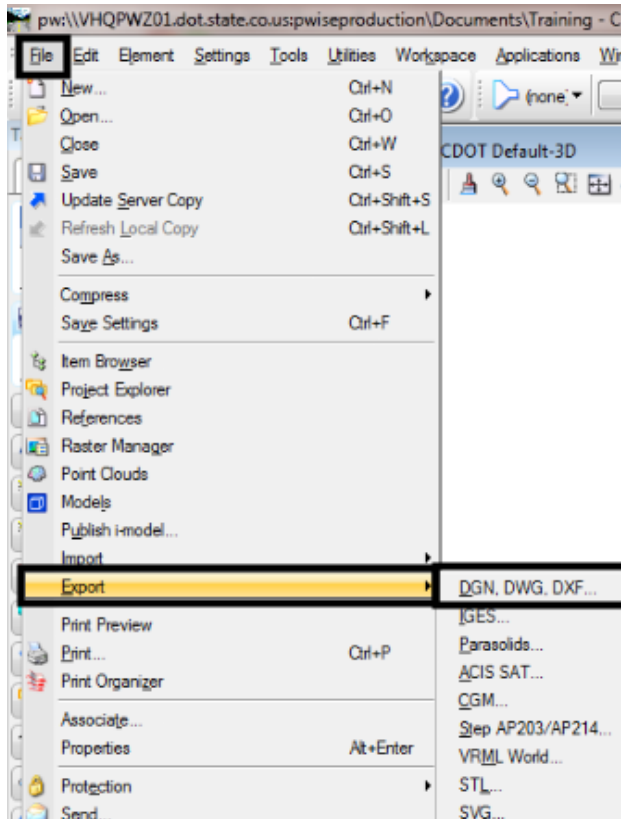 pw:\\VHQPWZ01.dot.state.co.us:pwiseproduction\Documents\Training - C
File Edit Element Settings Tools Utilities Workspace Applications
New... Ctrl+N
(none)
Open... Ctrl+O
Close Ctrl+W
CDOT Default-3D
Save Ctrl+S
Update Server Copy Ctrl+Shift+S
Refresh Local Copy Ctrl+Shift+L
Save As...
Compress
Save Settings Ctrl+F
Item Browser
Project Explorer
References
Raster Manager
Point Clouds
Models
Publish i-model...
Import
Export
DGN, DWG, DXF...
IGES...
Print Preview
Parasolids...
Print... Ctrl+P
ACIS SAT...
Print Organizer
CGM...
Associate...
Step AP203/AP214...
Properties Alt+Enter
VRML World...
Protection
STL...
Send...
SVG...